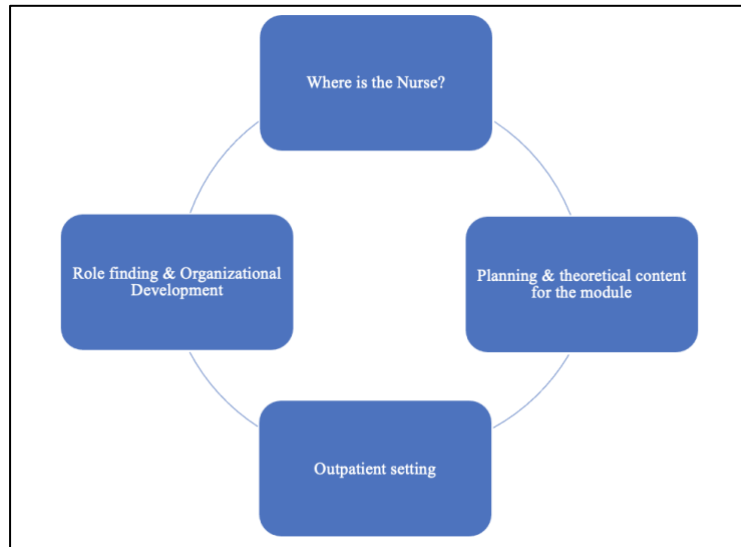 Where is the Nurse?
Role finding & Organizational
Development
Planning & theoretical content
for the module
Outpatient setting